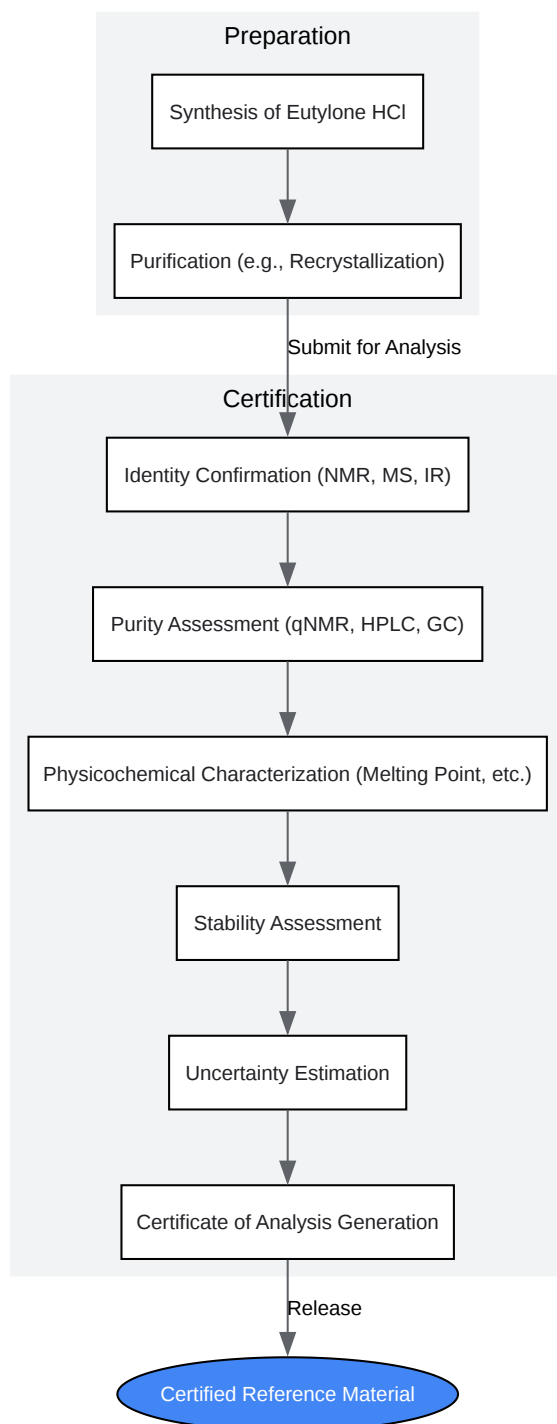 Preparation
Synthesis of Eutylone HCl
Purification (e.g., Recrystallization)
Submit for Analysis
Certification
Identity Confirmation (NMR, MS, IR)
Purity Assessment (qNMR, HPLC, GC)
Physicochemical Characterization (Melting Point, etc.)
Stability Assessment
Uncertainty Estimation
Certificate of Analysis Generation
Release
Certified Reference Material